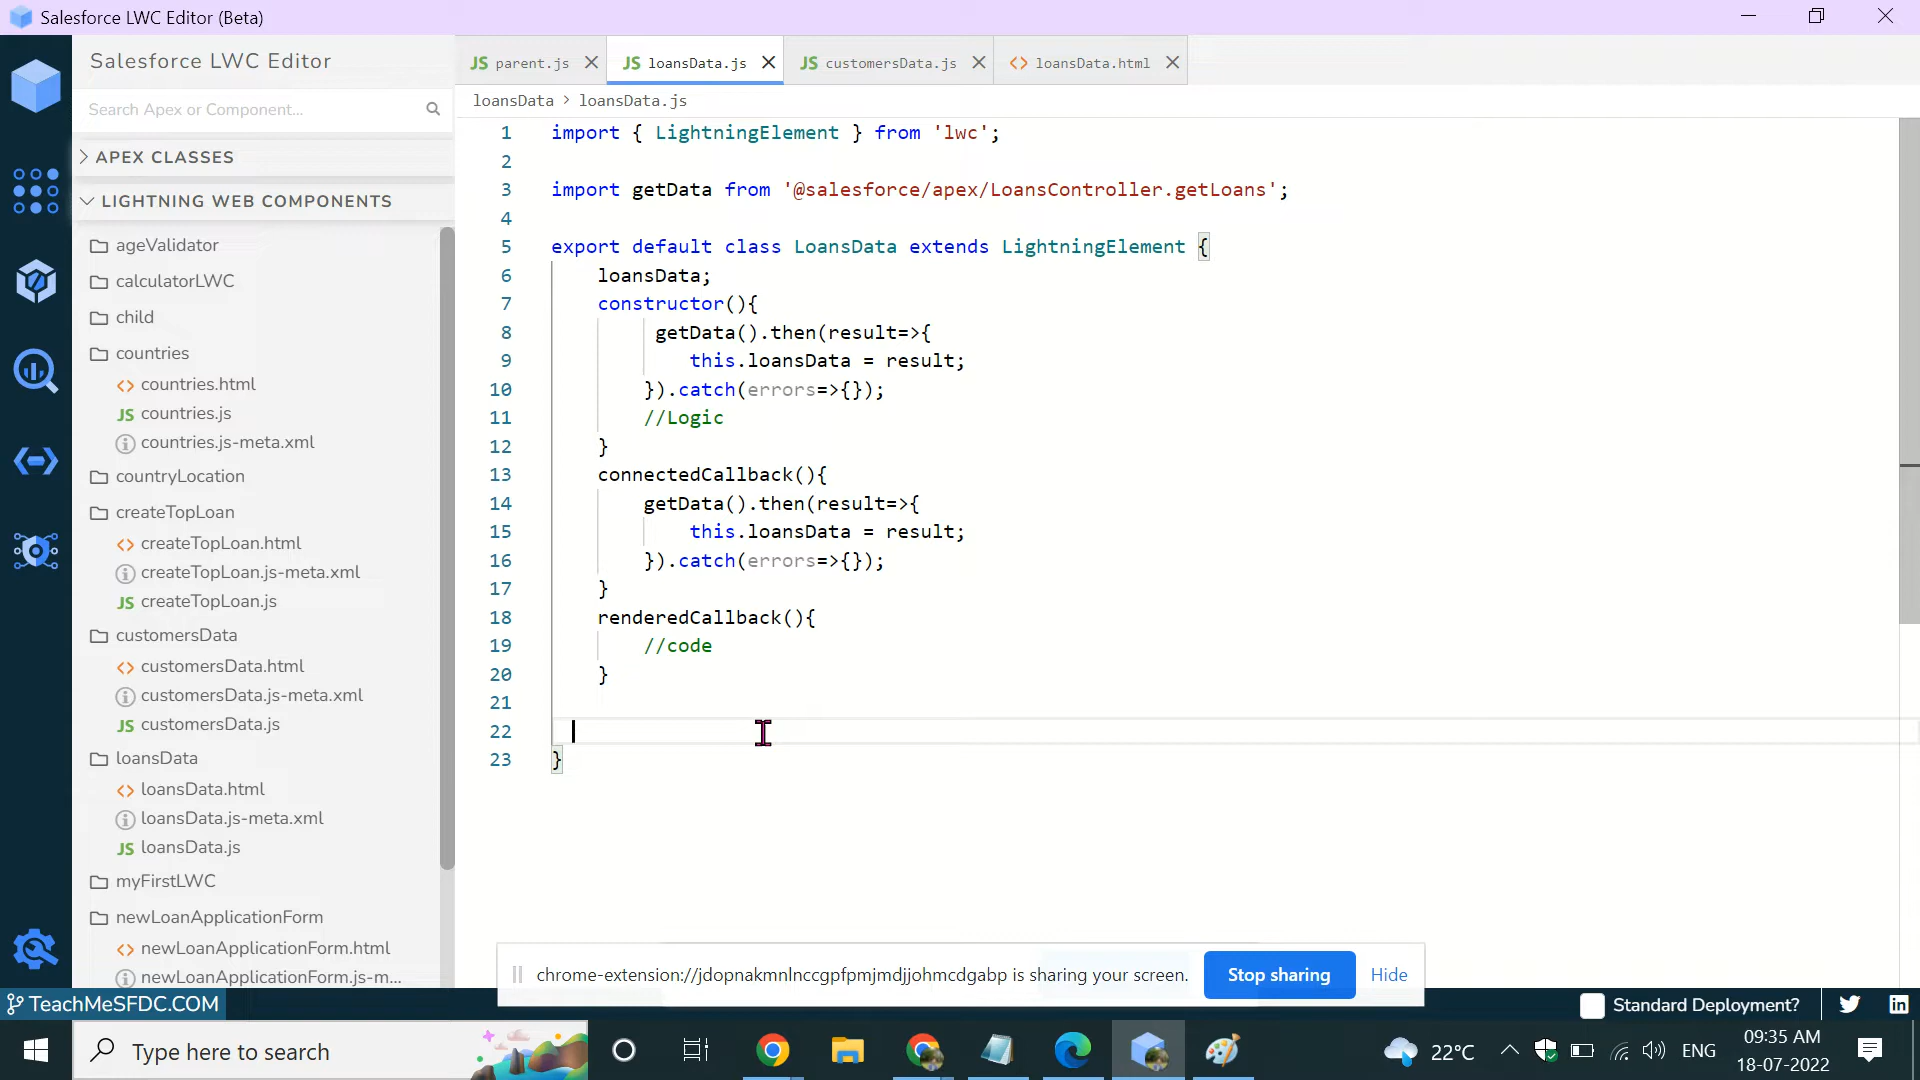 Salesforce LWC Editor (Beta)
Salesforce LWC Editor
Search Apex or Component...
APEX CLASSES
LIGHTNING WEB COMPONENTS
ageValidator
calculatorLWC
child
countries
countries.html
JS countries.js
countries.js-meta.xml
countryLocation
createTopLoan
createTopLoan.html
createTopLoan.js-meta.xml
JS createTopLoan.js
customersData
customersData.html
customersData.js-meta.xml
JS customersData.js
loansData
loansData.html
loansData.js-meta.xml
JS loansData.js
myFirstLWC
newLoanApplicationForm
newLoanApplicationForm.html
newLoanApplicationForm.js-m...
JS parent.js
JS loansData.js
JS customersData.js
loansData.html
loansData > loansData.js
1 import { LightningElement } from 'lwc';
2
3 import getData from '@salesforce/apex/LoansController.getLoans';
4
5 export default class LoansData extends LightningElement {
6 loansData;
7 constructor(){
8 getData().then(result=>{
9 this.loansData = result;
10 }).catch(errors=>{});
11 //Logic
12 }
13 connectedCallback(){
14 getData().then(result=>{
15 this.loansData = result;
16 }).catch(errors=>{});
17 }
18 renderedCallback(){
19 //code
20 }
21
22
23 }
chrome-extension://jdopnakmnlnccgpfpmjmdjjohmcdgabp is sharing your screen.
Stop sharing
Hide
TeachMeSFDC.COM
Standard Deployment?
in
Type here to search
22°C
ENG
09:35 AM
18-07-2022